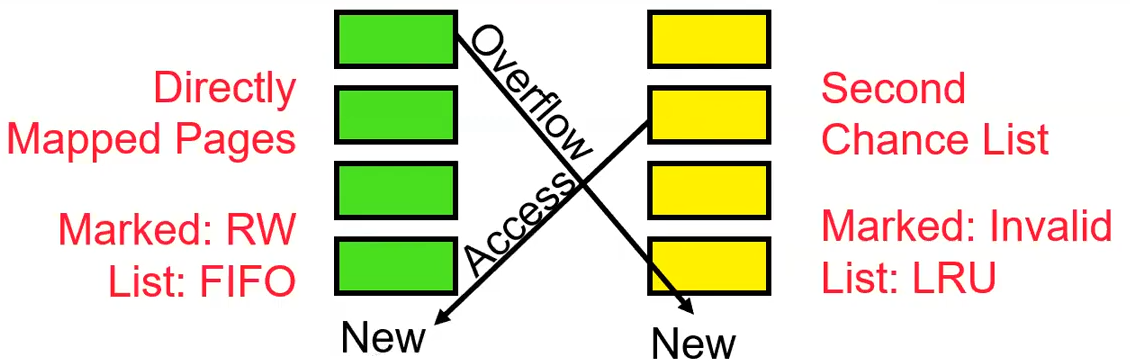 Directly
Mapped Pages
Marked: RW
List: FIFO
Overflow
Access
New
New
Second
Chance List
Marked: Invalid
List: LRU